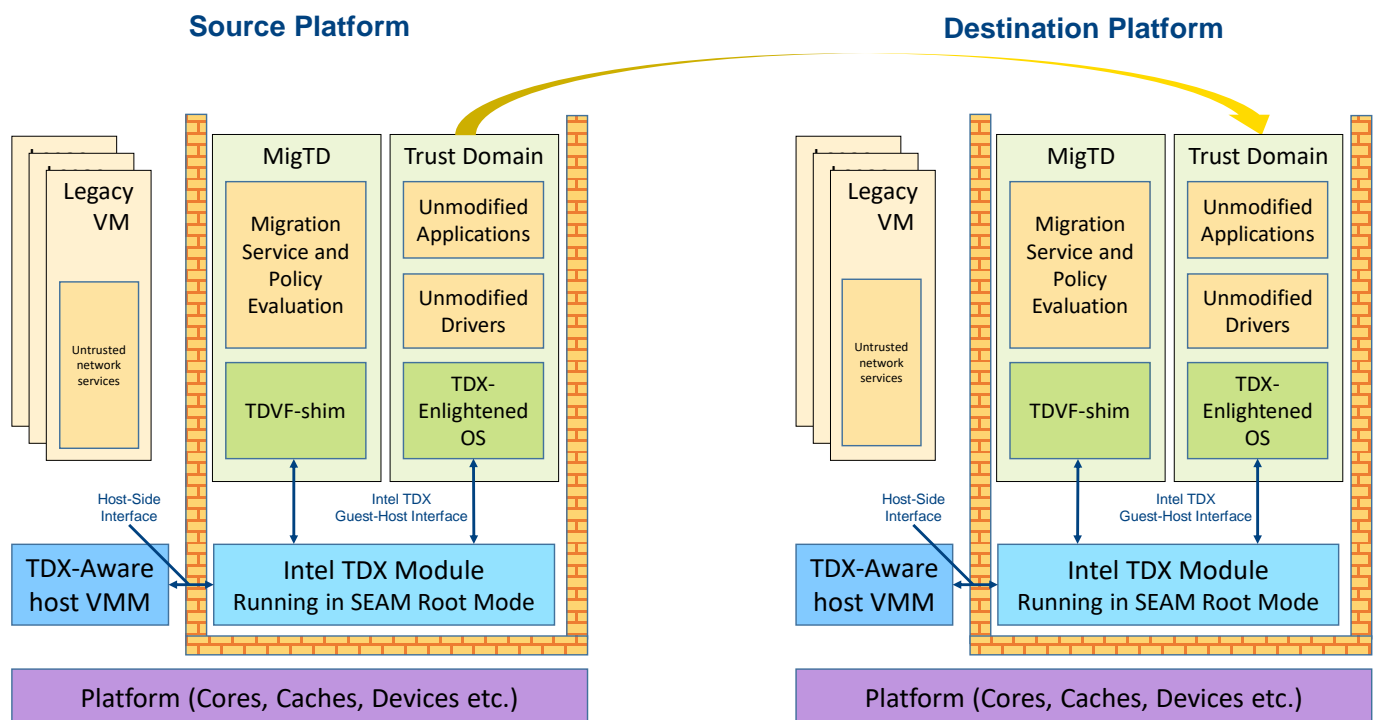 Source Platform
Destination Platform
MigTD
Trust Domain
Legacy
VM
Migration
Service and
Policy
Evaluation
Unmodified
Applications
Unmodified
Drivers
Untrusted
network
services
TDVF-shim
TDX-
Enlightened
OS
Host-Side
Interface
Intel TDX
Guest-Host Interface
TDX-Aware
host VMM
Intel TDX Module
Running in SEAM Root Mode
Platform (Cores, Caches, Devices etc.)
MigTD
Trust Domain
Legacy
VM
Migration
Service and
Policy
Evaluation
Unmodified
Applications
Unmodified
Drivers
Untrusted
network
services
TDVF-shim
TDX-
Enlightened
OS
Host-Side
Interface
Intel TDX
Guest-Host Interface
TDX-Aware
host VMM
Intel TDX Module
Running in SEAM Root Mode
Platform (Cores, Caches, Devices etc.)